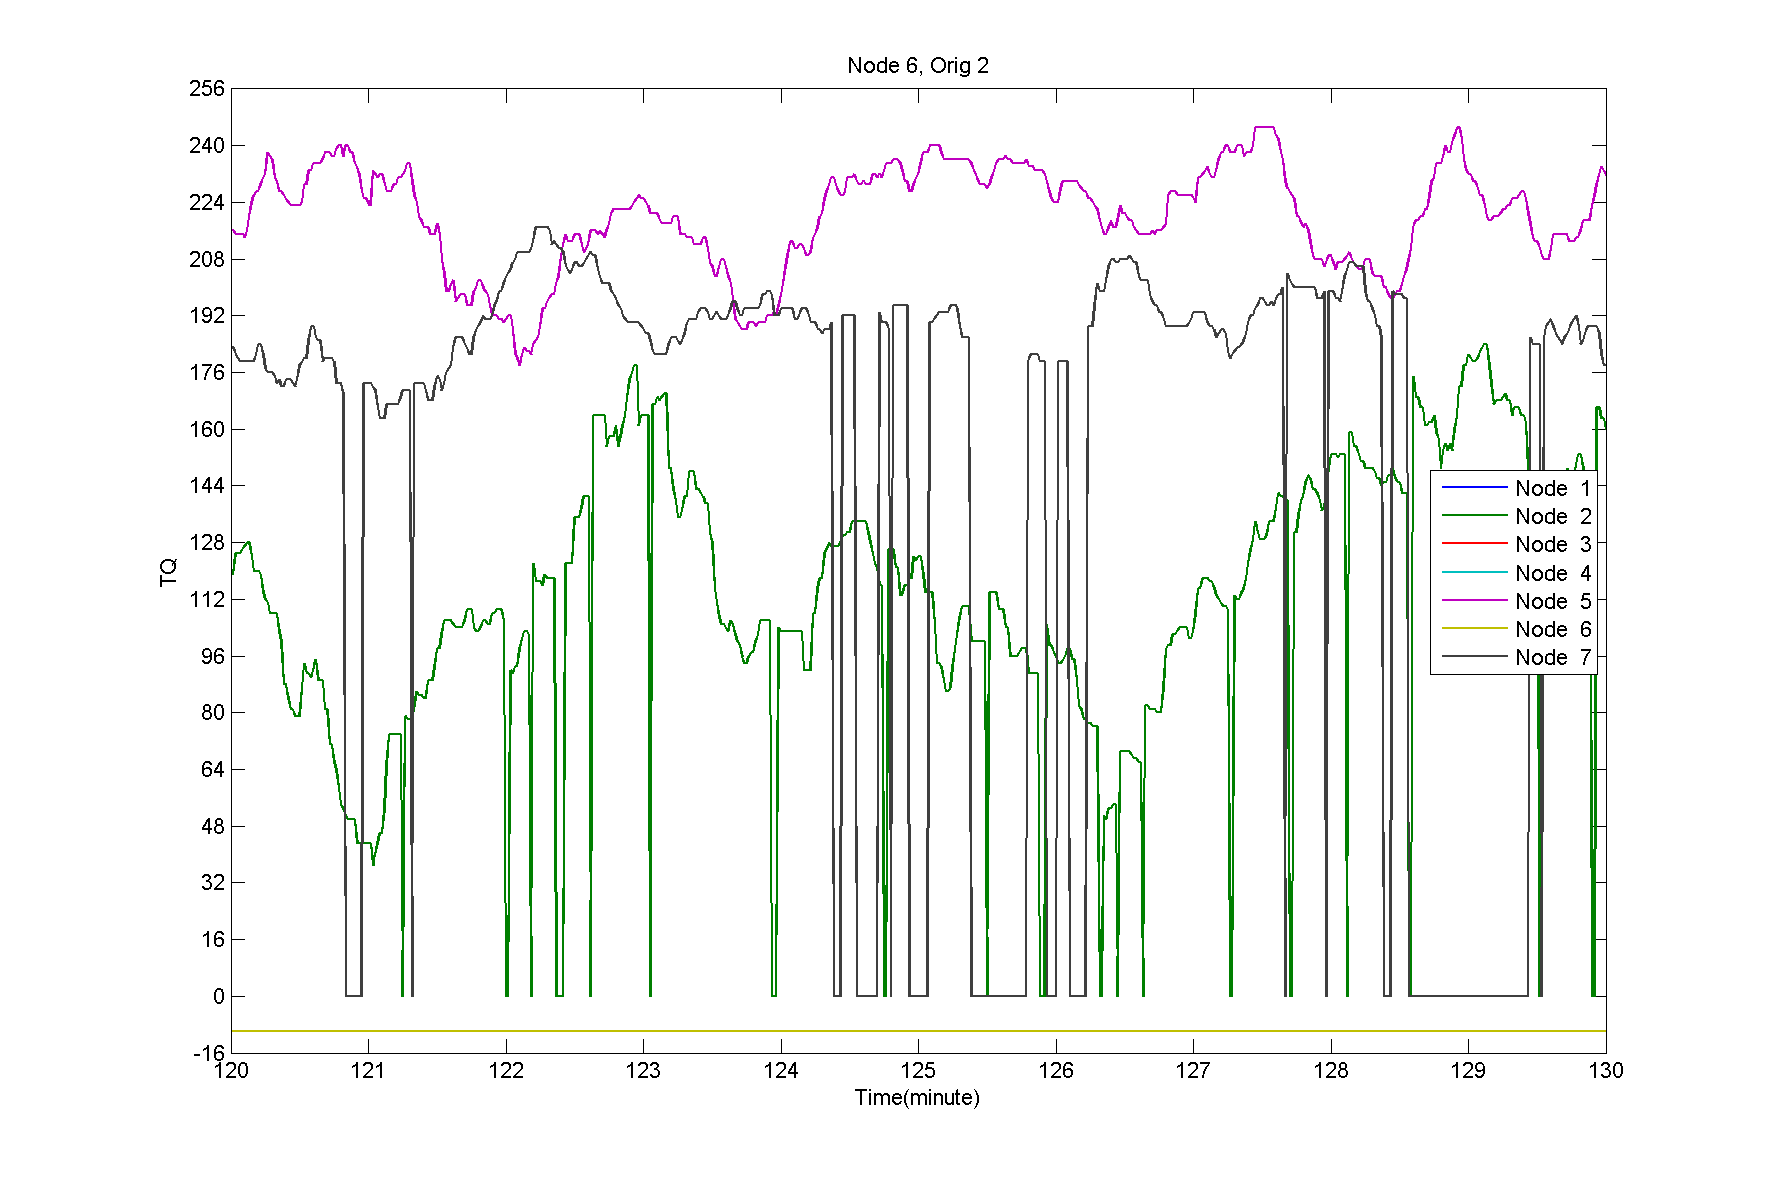 Node 6, Orig 2
256
240
224
208
192
176
160
144
128
112
96
80
64
48
32
16
0
-16
TQ
Node 1
Node 2
Node 3
Node 4
Node 5
Node 6
Node 7
120 121 122 123 124 125 126 127 128 129 130
Time(minute)